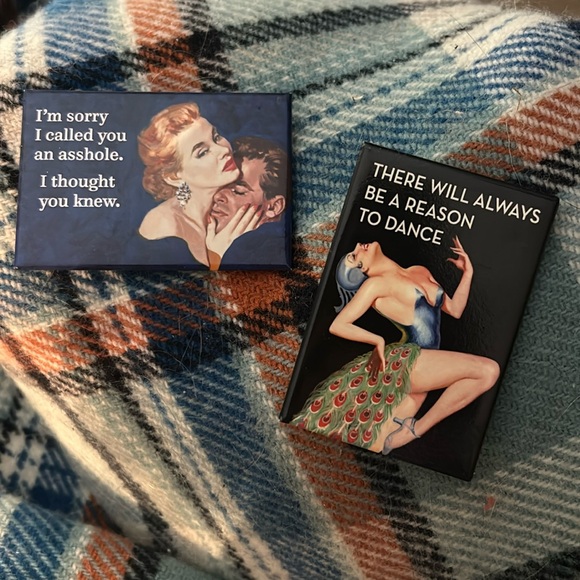 I'm sorry
I called you
an asshole.
I thought
you knew.
THERE WILL ALWAYS
BE A REASON
TO DANCE